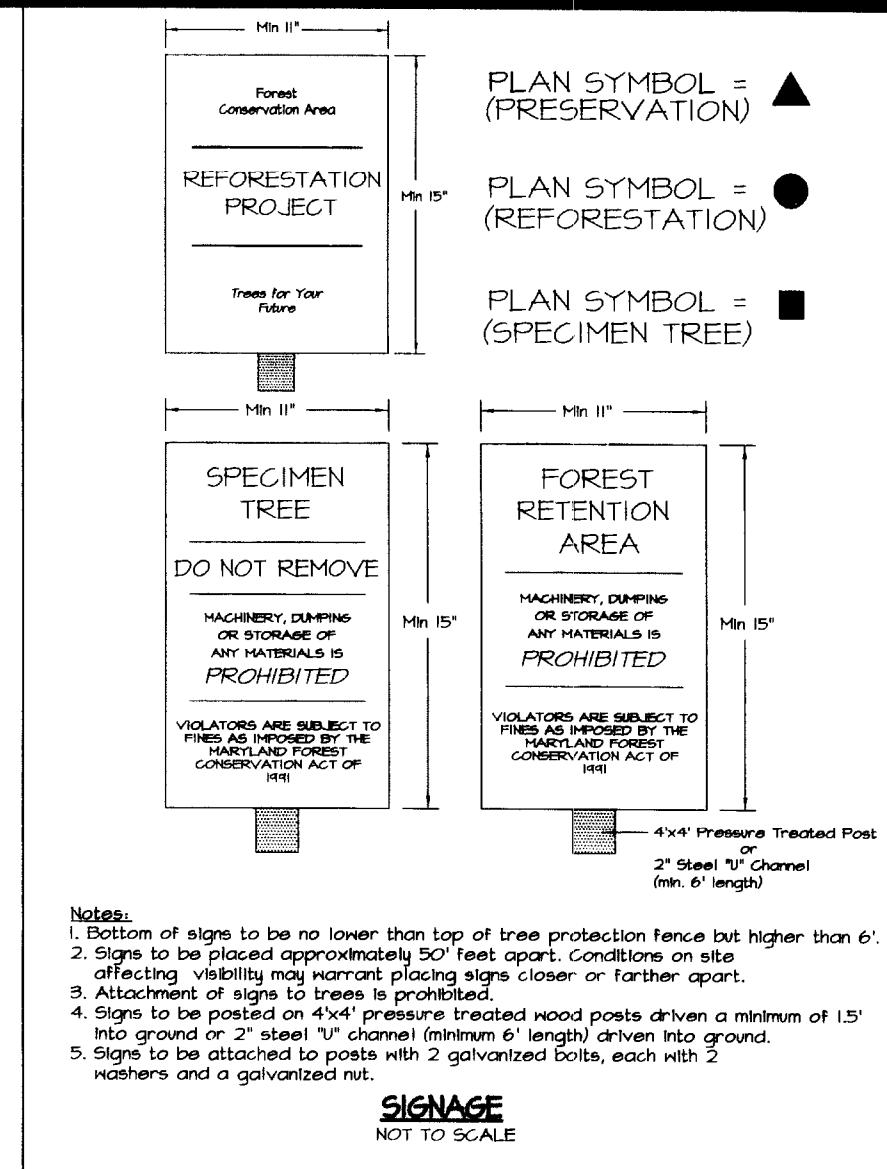 Min 11"
Forest
Conservation Area
REFORESTATION
PROJECT
Trees for Your
Future
Min 15"
PLAN SYMBOL =
(PRESERVATION)
PLAN SYMBOL =
(REFORESTATION)
PLAN SYMBOL =
(SPECIMEN TREE)
Min 11"
SPECIMEN
TREE
DO NOT REMOVE
MACHINERY, DUMPING
OR STORAGE OF
ANY MATERIALS IS
PROHIBITED
VIOLATORS ARE SUBJECT TO
FINES AS IMPOSED BY THE
MARYLAND FOREST
CONSERVATION ACT OF
1991
Min 15"
Min 11"
FOREST
RETENTION
AREA
MACHINERY, DUMPING
OR STORAGE OF
ANY MATERIALS IS
PROHIBITED
VIOLATORS ARE SUBJECT TO
FINES AS IMPOSED BY THE
MARYLAND FOREST
CONSERVATION ACT OF
1991
Min 15"
4'x4' Pressure Treated Post
or
2" Steel "U" Channel
(min. 6' length)
Notes:
1. Bottom of signs to be no lower than top of tree protection fence but higher than 6'.
2. Signs to be placed approximately 50' feet apart. Conditions on site
affecting visibility may warrant placing signs closer or farther apart.
3. Attachment of signs to trees is prohibited.
4. Signs to be posted on 4'x4' pressure treated wood posts driven a minimum of 1.5'
into ground or 2" steel "U" channel (minimum 6' length) driven into ground.
5. Signs to be attached to posts with 2 galvanized bolts, each with 2
washers and a galvanized nut.
SIGNAGE
NOT TO SCALE